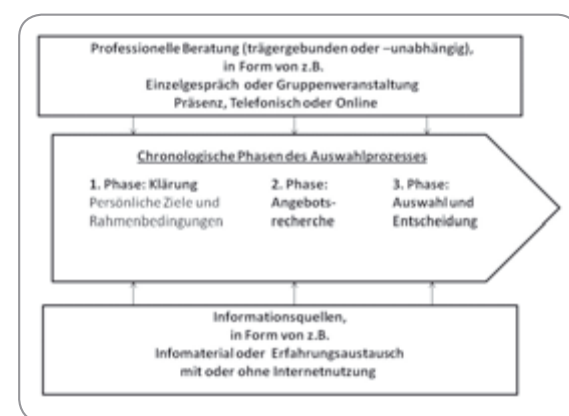 Professionelle Beratung (trägergebunden oder –unabhängig),
in Form von z.B.
Einzelgespräch oder Gruppenveranstaltung
Präsenz, Telefonisch oder Online
Chronologische Phasen des Auswahlprozesses
1. Phase: Klärung
Persönliche Ziele und
Rahmenbedingungen
2. Phase:
Angebots-
recherche
3. Phase:
Auswahl und
Entscheidung
Informationsquellen,
in Form von z.B.
Infomaterial oder Erfahrungsaustausch
mit oder ohne Internetnutzung